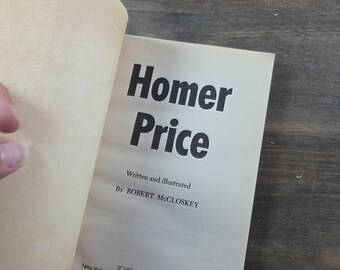 Homer
Price
Written and illustrated
By ROBERT McCLOSKEY